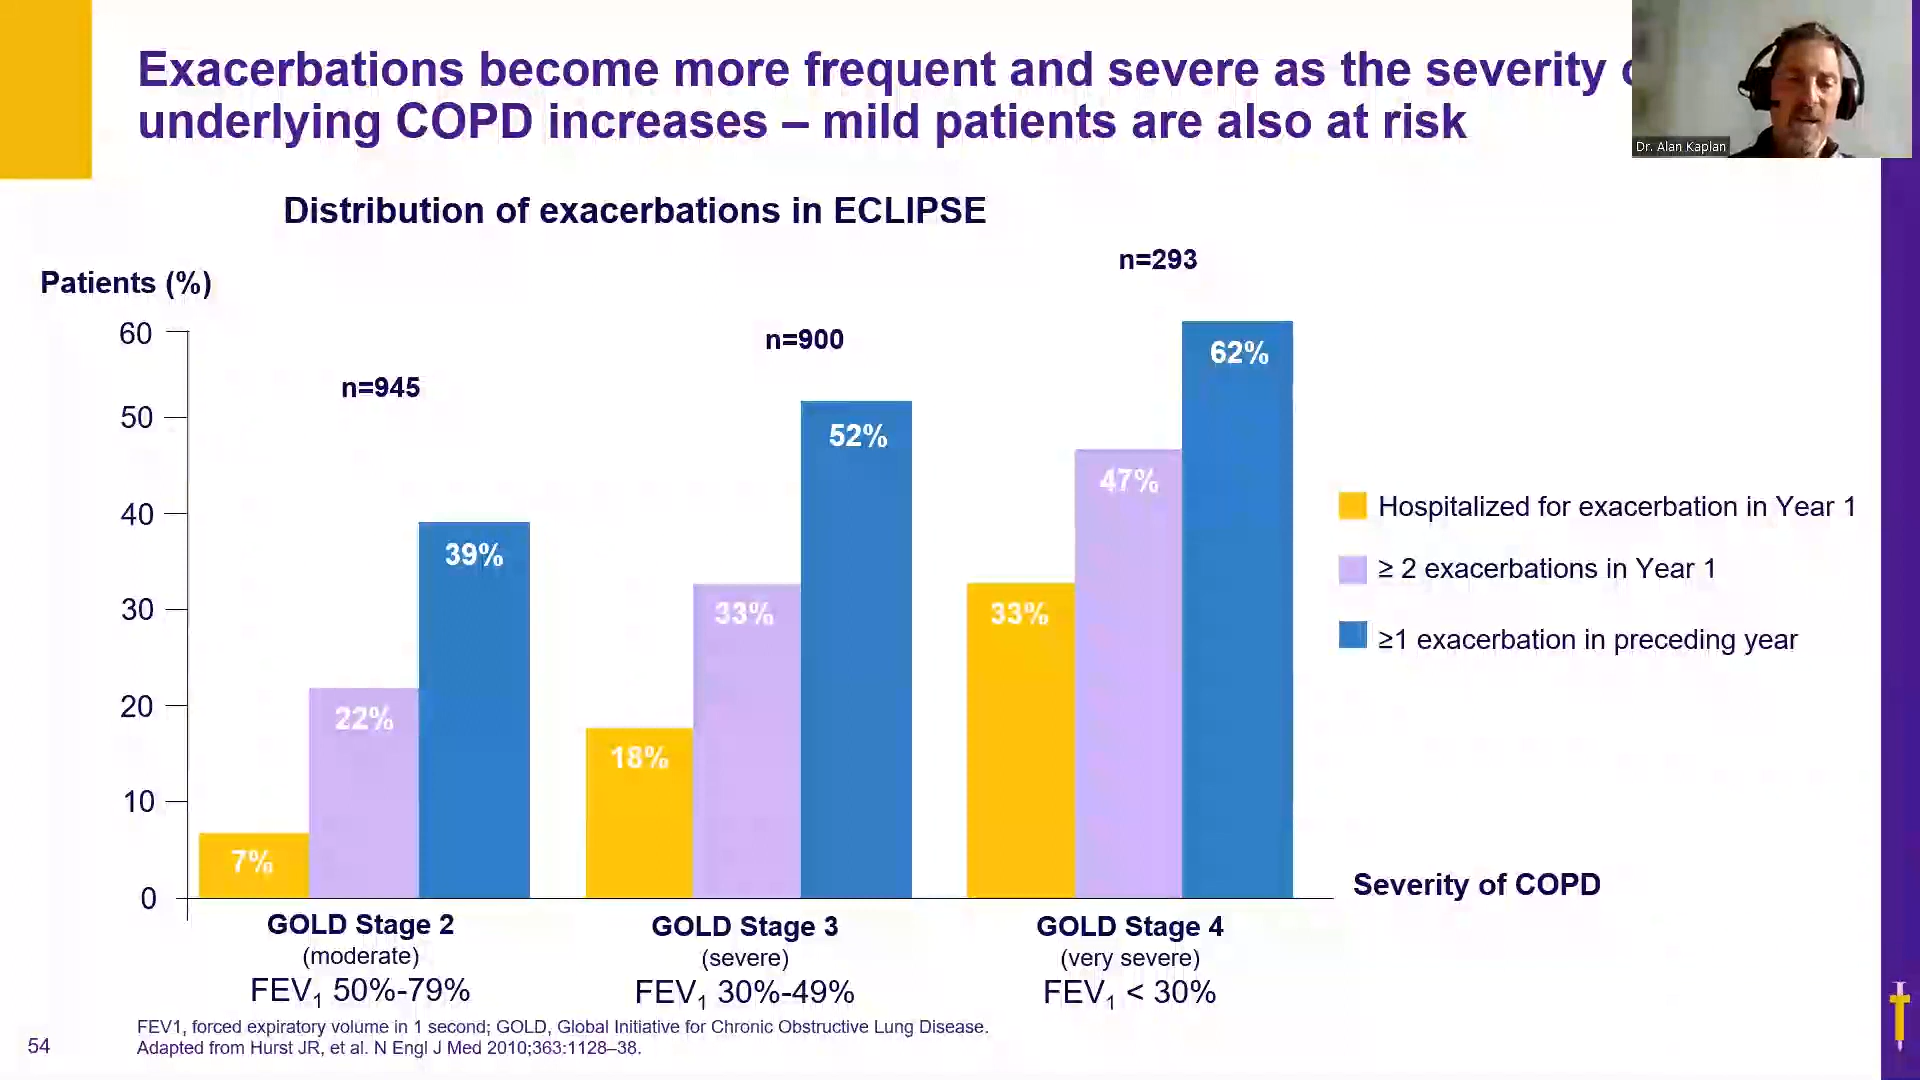 Exacerbations become more frequent and severe as the severity
underlying COPD increases – mild patients are also at risk
Dr. Alan Kaplan
Distribution of exacerbations in ECLIPSE
Patients (%)
n=945
n=900
n=293
60
50
40
30
20
10
0
7%
22%
39%
18%
33%
52%
33%
47%
62%
Hospitalized for exacerbation in Year 1
≥ 2 exacerbations in Year 1
≥1 exacerbation in preceding year
Severity of COPD
GOLD Stage 2
(moderate)
FEV₁ 50%-79%
GOLD Stage 3
(severe)
FEV₁ 30%-49%
GOLD Stage 4
(very severe)
FEV₁ < 30%
FEV1, forced expiratory volume in 1 second; GOLD, Global Initiative for Chronic Obstructive Lung Disease.
Adapted from Hurst JR, et al. N Engl J Med 2010;363:1128–38.
54